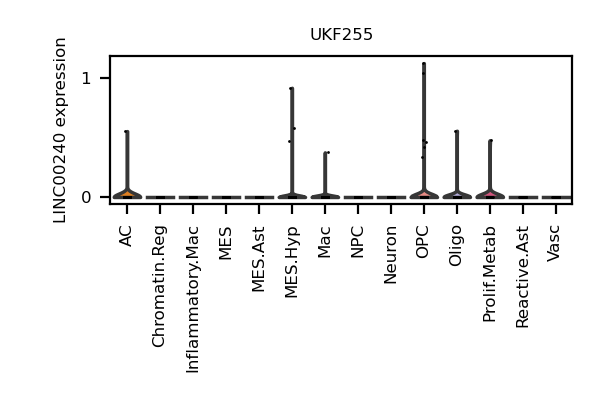 UKF255
LINC00240 expression
1
0
AC
Chromatin.Reg
Inflammatory.Mac
MES
MES.Ast
MES.Hyp
Mac
NPC
Neuron
OPC
Oligo
Prolif.Metab
Reactive.Ast
Vasc